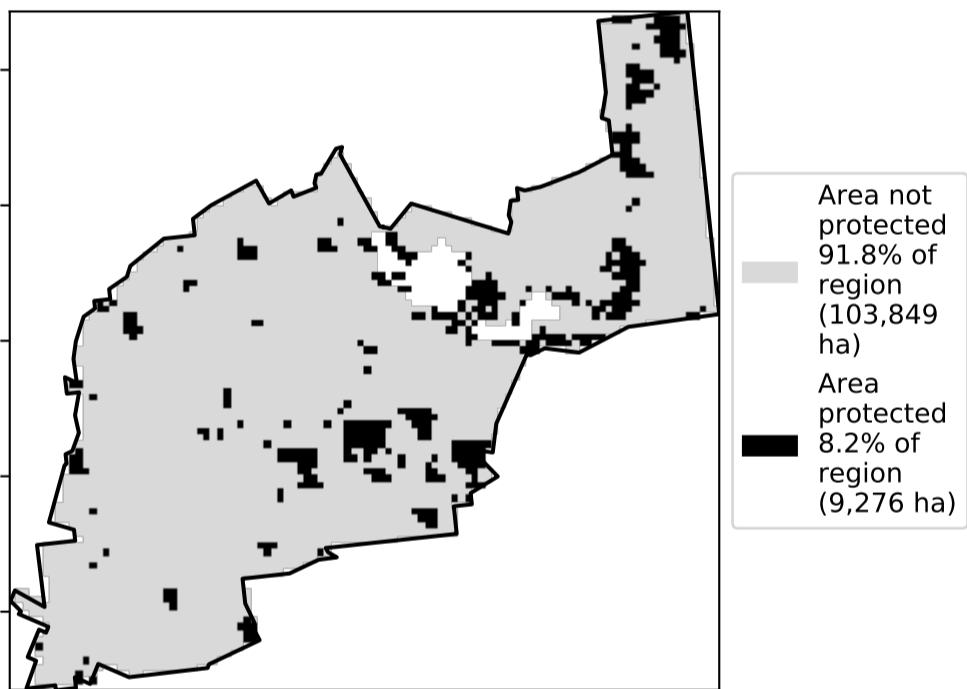 Area not
protected
91.8% of
region
(103,849
ha)
Area
protected
8.2% of
region
(9,276 ha)